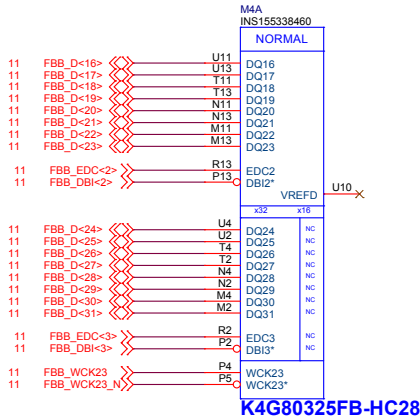 M4A
INS155338460
NORMAL
11 FBB_D<16> U11 DQ16
11 FBB_D<17> U13 DQ17
11 FBB_D<18> T11 DQ18
11 FBB_D<19> T13 DQ19
11 FBB_D<20> N11 DQ20
11 FBB_D<21> N13 DQ21
11 FBB_D<22> M11 DQ22
11 FBB_D<23> M13 DQ23
11 FBB_EDC<2> R13 EDC2
11 FBB_DBI<2> P13 DBI2*
VREFD U10
x32 x16
11 FBB_D<24> U4 DQ24 NC
11 FBB_D<25> U2 DQ25 NC
11 FBB_D<26> T4 DQ26 NC
11 FBB_D<27> T2 DQ27 NC
11 FBB_D<28> N4 DQ28 NC
11 FBB_D<29> N2 DQ29 NC
11 FBB_D<30> M4 DQ30 NC
11 FBB_D<31> M2 DQ31 NC
11 FBB_EDC<3> R2 EDC3 NC
11 FBB_DBI<3> P2 DBI3* NC
11 FBB_WCK23 P4 WCK23
11 FBB_WCK23_N P5 WCK23*
K4G80325FB-HC28